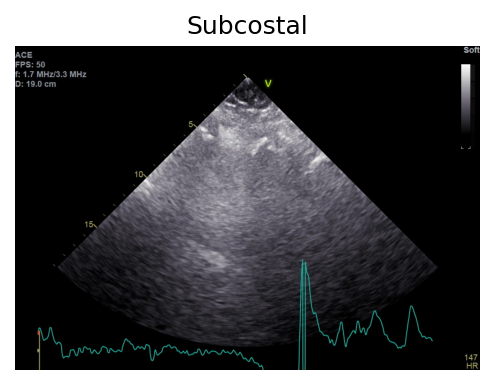 Subcostal
ACE
FPS: 50
f: 1.7 MHz/3.3 MHz
D: 19.0 cm
Soft
V
5
10
15
147
HR